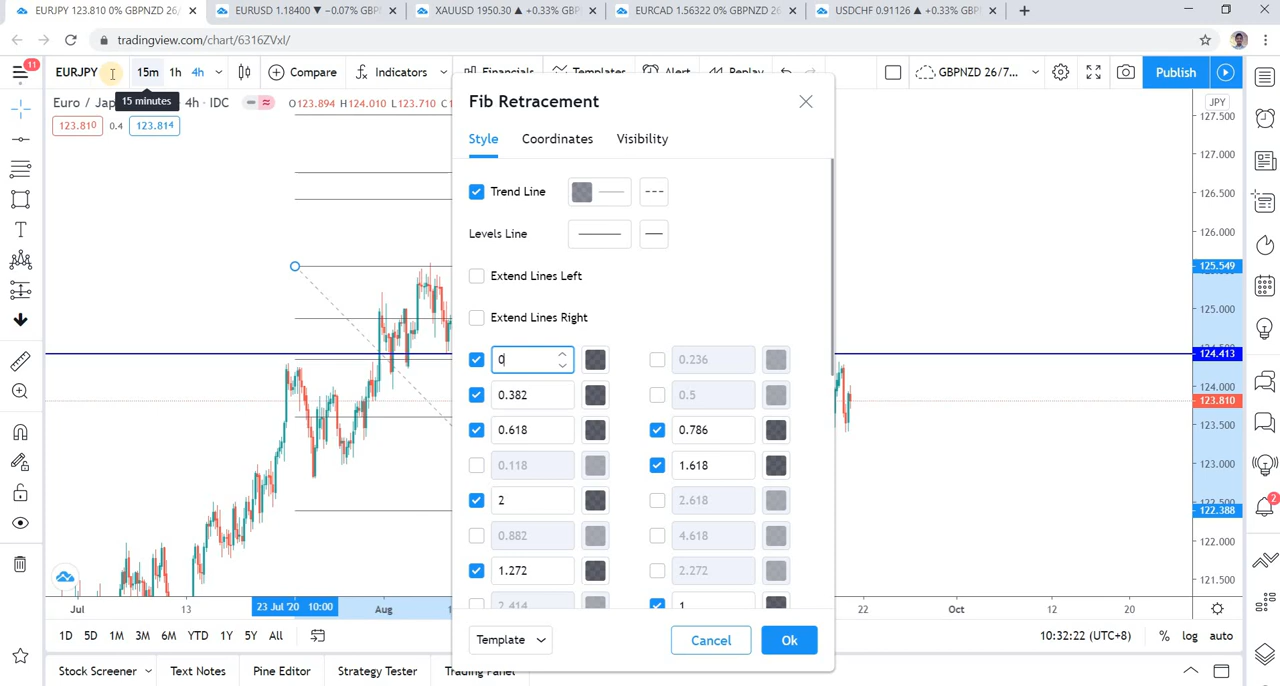 EURJPY 123.810 0% GBPNZD 26/
EURUSD 1.18400 ▼ −0.07% GBP
XAUUSD 1950.30 ▲ +0.33% GBP
EURCAD 1.56322 0% GBPNZD 26/
USDCHF 0.91126 ▲ +0.33% GBP
tradingview.com/chart/6316ZVxI/
11
EURJPY 15m 1h 4h Compare Indicators Financials Templates Alert Replay GBPNZD 26/7... Publish
15 minutes
Euro / Jap 4h · IDC O123.894 H124.010 L123.710 C1
123.810 0.4 123.814
JPY
Fib Retracement
Style Coordinates Visibility
Trend Line
Levels Line
Extend Lines Left
Extend Lines Right
0 0.236
0.382 0.5
0.618 0.786
0.118 1.618
2 2.618
0.882 4.618
1.272 2.272
2.414 1
Template Cancel Ok
127.500
127.000
126.500
126.000
125.549
125.000
124.413
124.000
123.810
123.500
123.000
122.500
122.388
122.000
121.500
2
Jul 13 23 Jul '20 10:00 Aug 22 Oct 12 20
1D 5D 1M 3M 6M YTD 1Y 5Y All 10:32:22 (UTC+8) % log auto
Stock Screener Text Notes Pine Editor Strategy Tester Trading Panel